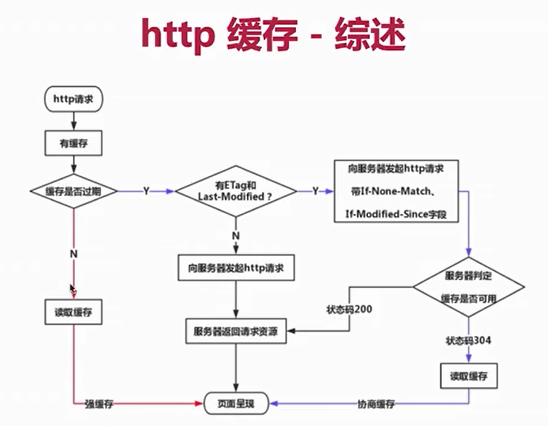 http 缓存 - 综述
http请求
有缓存
缓存是否过期
Y
有ETag和
Last-Modified？
Y
向服务器发起http请求
带If-None-Match、
If-Modified-Since字段
N
N
向服务器发起http请求
服务器判定
缓存是否可用
读取缓存
服务器返回请求资源
状态码200
状态码304
读取缓存
强缓存
页面呈现
协商缓存